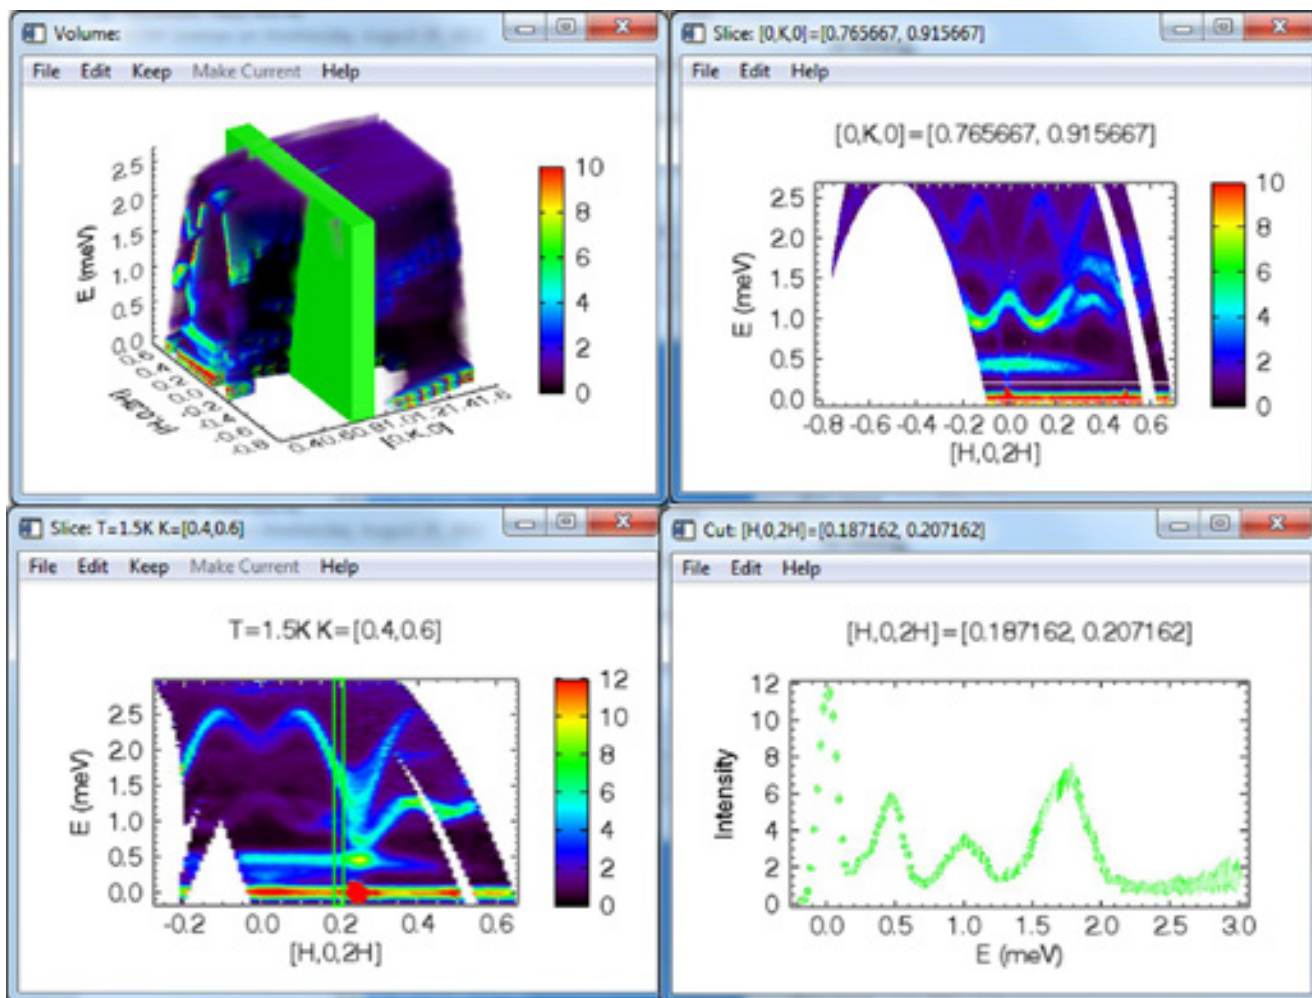 Volume:
File Edit Keep Make Current Help
E (meV)
2.5
2.0
1.5
1.0
0.5
0.0
[0,K,0]
10
8
6
4
2
0
Slice: [0,K,0]=[0.765667, 0.915667]
File Edit Help
[0,K,0]=[0.765667, 0.915667]
E (meV)
2.5
2.0
1.5
1.0
0.5
0.0
-0.8 -0.6 -0.4 -0.2 0.0 0.2 0.4 0.6
[H,0,2H]
10
8
6
4
2
0
Slice: T=1.5K K=[0.4,0.6]
File Edit Keep Make Current Help
T=1.5K K=[0.4,0.6]
E (meV)
2.5
2.0
1.5
1.0
0.5
0.0
-0.2 0.0 0.2 0.4 0.6
[H,0,2H]
12
10
8
6
4
2
0
Cut: [H,0,2H]=[0.187162, 0.207162]
File Edit Help
[H,0,2H]=[0.187162, 0.207162]
Intensity
12
10
8
6
4
2
0
0.0 0.5 1.0 1.5 2.0 2.5 3.0
E (meV)